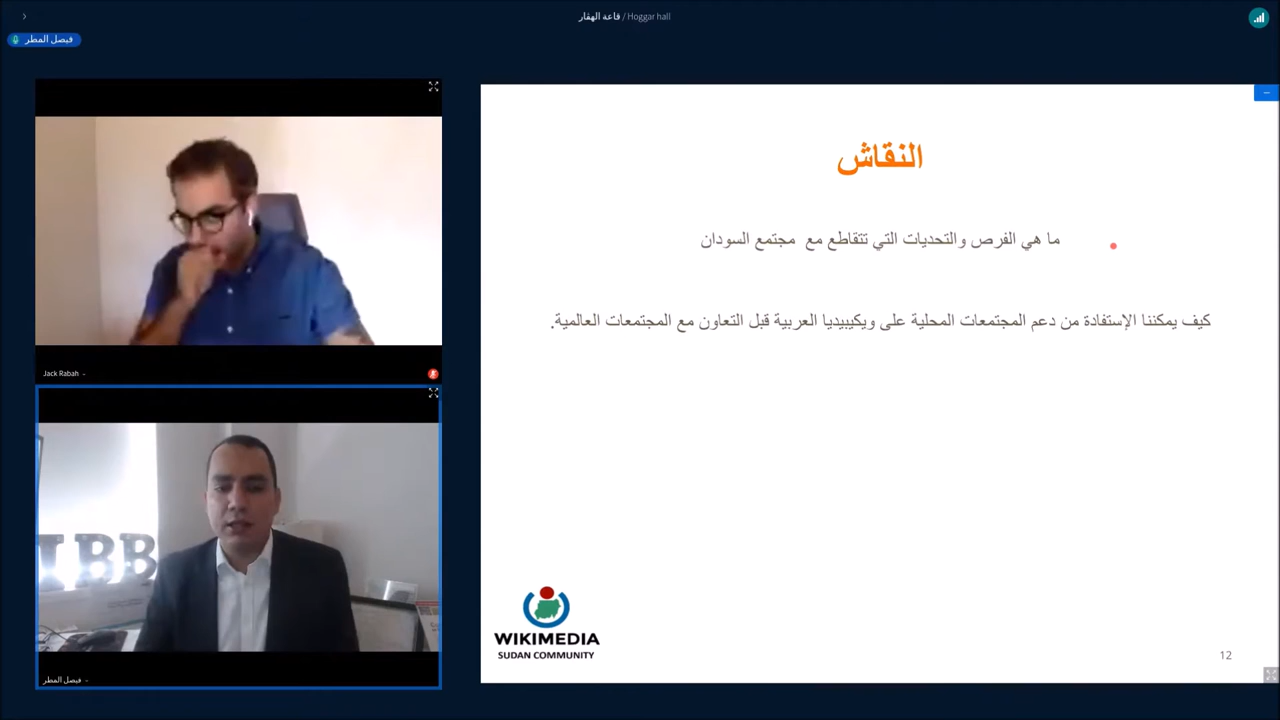 قاعة الهقار / Hoggar hall
فيصل المطر
Jack Rabah
IBB
فيصل المطر
النقاش
ما هي الفرص والتحديات التي تتقاطع مع مجتمع السودان
كيف يمكننا الإستفادة من دعم المجتمعات المحلية على ويكيبيديا العربية قبل التعاون مع المجتمعات العالمية.
WIKIMEDIA
SUDAN COMMUNITY
12